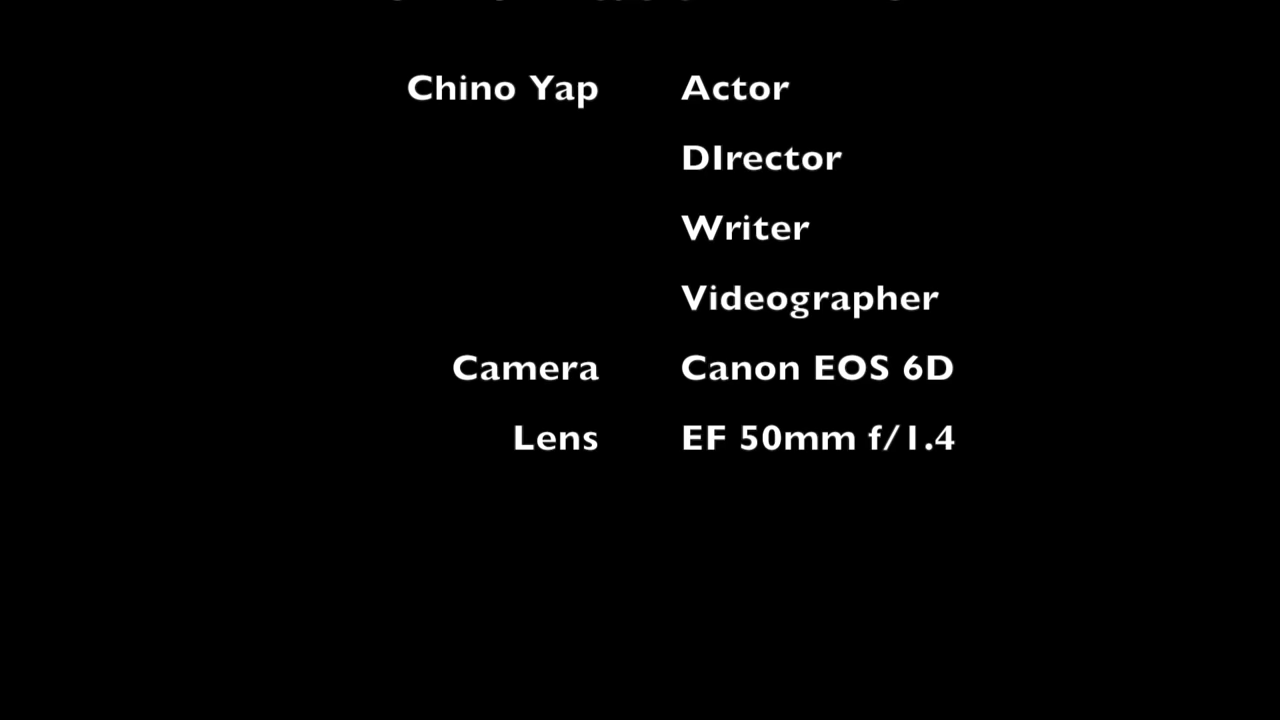 Chino Yap Actor
DIrector
Writer
Videographer
Camera Canon EOS 6D
Lens EF 50mm f/1.4